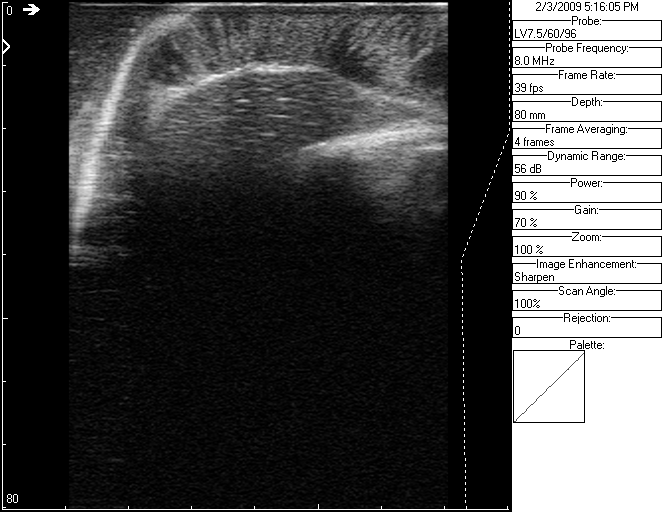 0
80
2/3/2009 5:16:05 PM
Probe:
LV7.5/60/96
Probe Frequency:
8.0 MHz
Frame Rate:
39 fps
Depth:
80 mm
Frame Averaging:
4 frames
Dynamic Range:
56 dB
Power:
90 %
Gain:
70 %
Zoom:
100 %
Image Enhancement:
Sharpen
Scan Angle:
100%
Rejection:
0
Palette: